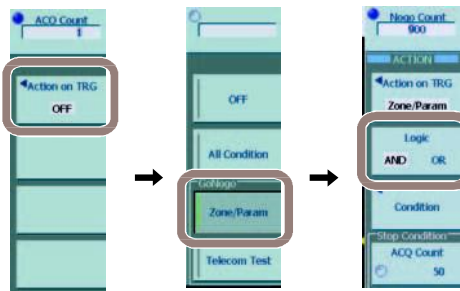 ACQ Count
1
Action on TRG
OFF
OFF
All Condition
GoNogo
Zone/Param
Telecom Test
Nogo Count
900
ACTION
Action on TRG
Zone/Param
Logic
AND OR
Condition
Stop Condition
ACQ Count
50